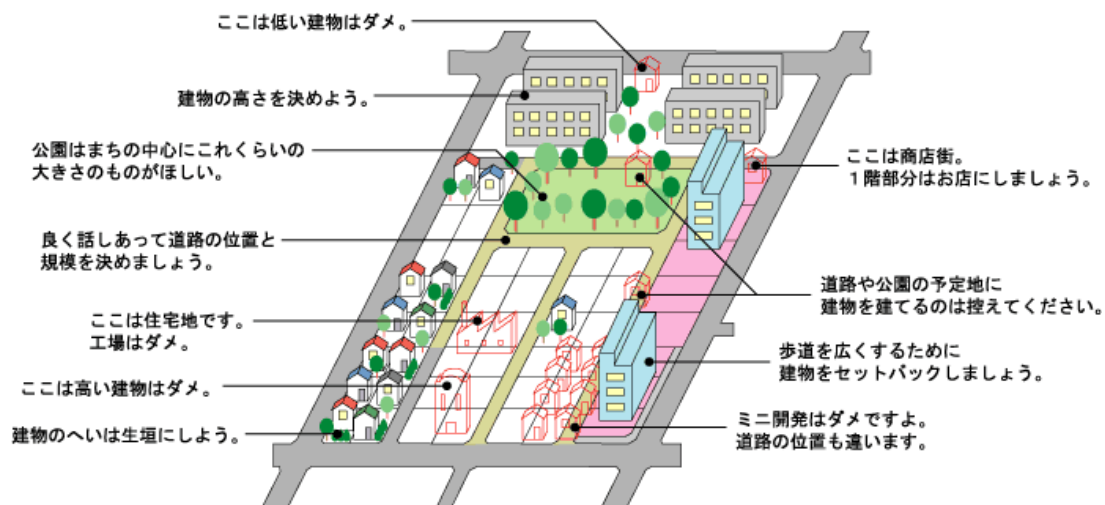 ここは低い建物はダメ。
建物の高さを決めよう。
公園はまちの中心にこれくらいの
大きさのものがほしい。
ここは商店街。
１階部分はお店にしましょう。
良く話しあって道路の位置と
規模を決めましょう。
道路や公園の予定地に
建物を建てるのは控えてください。
ここは住宅地です。
工場はダメ。
歩道を広くするために
建物をセットバックしましょう。
ここは高い建物はダメ。
建物のへいは生垣にしよう。
ミニ開発はダメですよ。
道路の位置も違います。